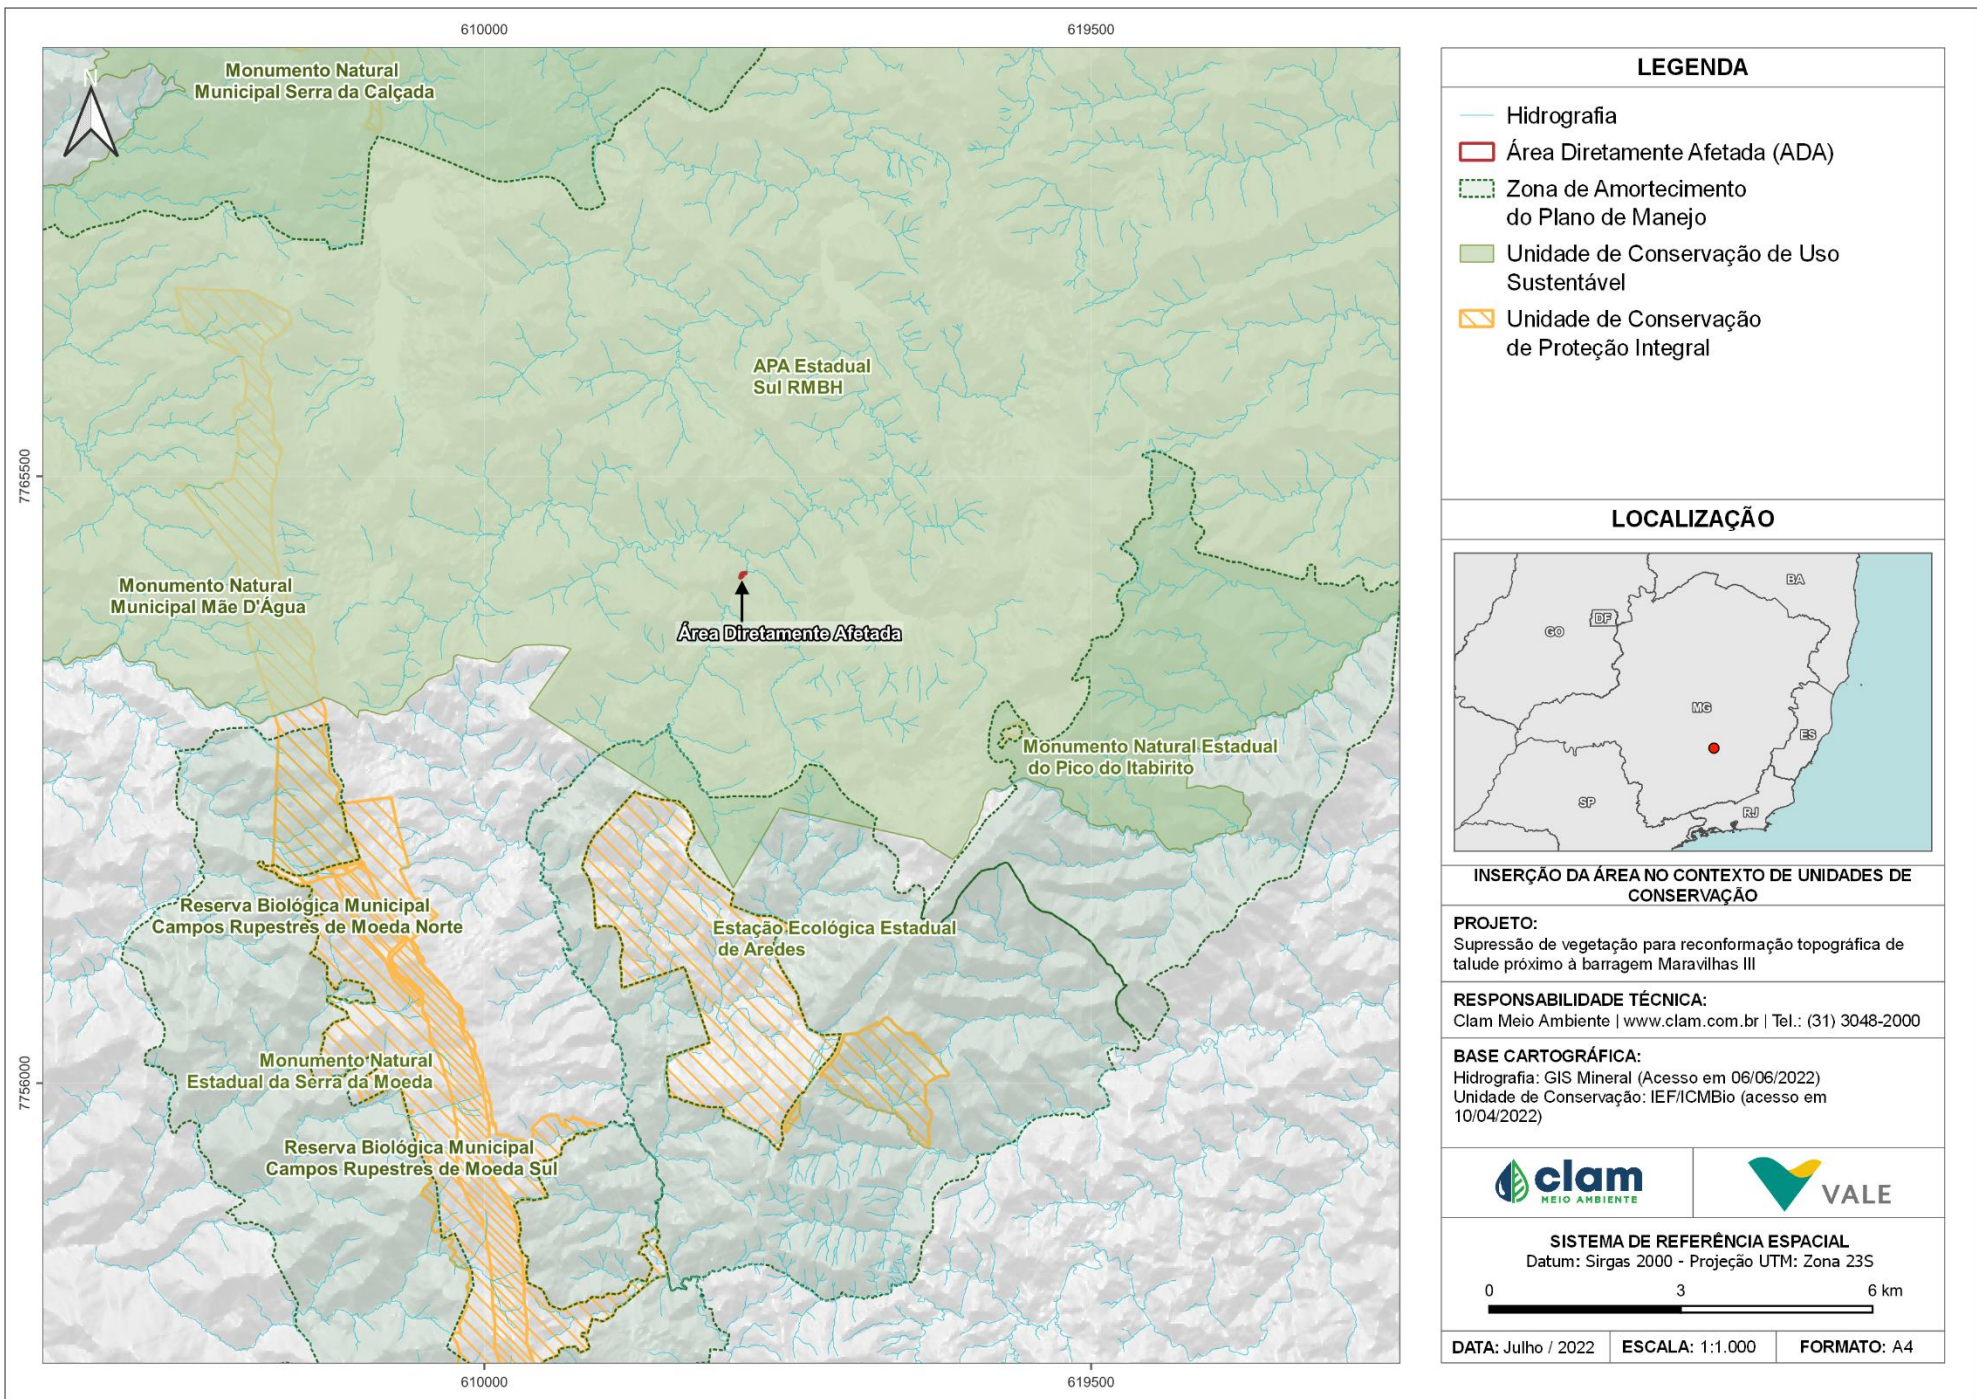 610000
619500
N
Monumento Natural
Municipal Serra da Calçada
APA Estadual
Sul RMBH
7765500
Monumento Natural
Municipal Mãe D'Água
Área Diretamente Afetada
Monumento Natural Estadual
do Pico do Itabirito
Reserva Biológica Municipal
Campos Rupestres de Moeda Norte
Estação Ecológica Estadual
de Aredes
Monumento Natural
Estadual da Serra da Moeda
7756000
Reserva Biológica Municipal
Campos Rupestres de Moeda Sul
610000
619500
LEGENDA
Hidrografia
Área Diretamente Afetada (ADA)
Zona de Amortecimento
do Plano de Manejo
Unidade de Conservação de Uso
Sustentável
Unidade de Conservação
de Proteção Integral
LOCALIZAÇÃO
BA
DF
GO
MG
ES
SP
RJ
INSERÇÃO DA ÁREA NO CONTEXTO DE UNIDADES DE
CONSERVAÇÃO
PROJETO:
Supressão de vegetação para reconformação topográfica de
talude próximo à barragem Maravilhas III
RESPONSABILIDADE TÉCNICA:
Clam Meio Ambiente | www.clam.com.br | Tel.: (31) 3048-2000
BASE CARTOGRÁFICA:
Hidrografia: GIS Mineral (Acesso em 06/06/2022)
Unidade de Conservação: IEF/ICMBio (acesso em
10/04/2022)
clam
MEIO AMBIENTE
VALE
SISTEMA DE REFERÊNCIA ESPACIAL
Datum: Sirgas 2000 - Projeção UTM: Zona 23S
0 3 6 km
DATA: Julho / 2022 ESCALA: 1:1.000 FORMATO: A4